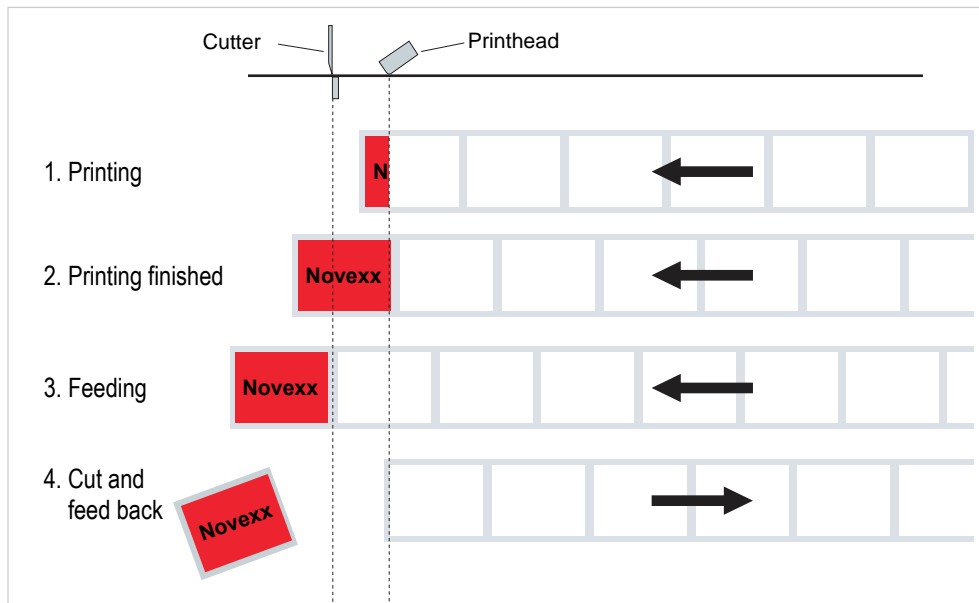 Cutter
Printhead
1. Printing
N
2. Printing finished
Novexx
3. Feeding
Novexx
4. Cut and
feed back
Novexx